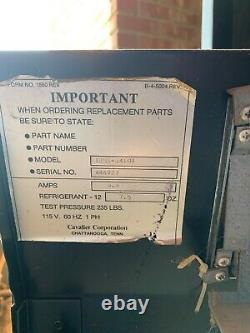 FORM NO. 1560 REV.
B-4-5004 REV.
IMPORTANT
WHEN ORDERING REPLACEMENT PARTS
BE SURE TO STATE:
• PART NAME
• PART NUMBER
• MODEL
• SERIAL NO.
AMPS
REFRIGERANT - 12 OZ.
TEST PRESSURE 235 LBS.
115 V. 60 HZ 1 PH
Cavalier Corporation
CHATTANOOGA, TENN.